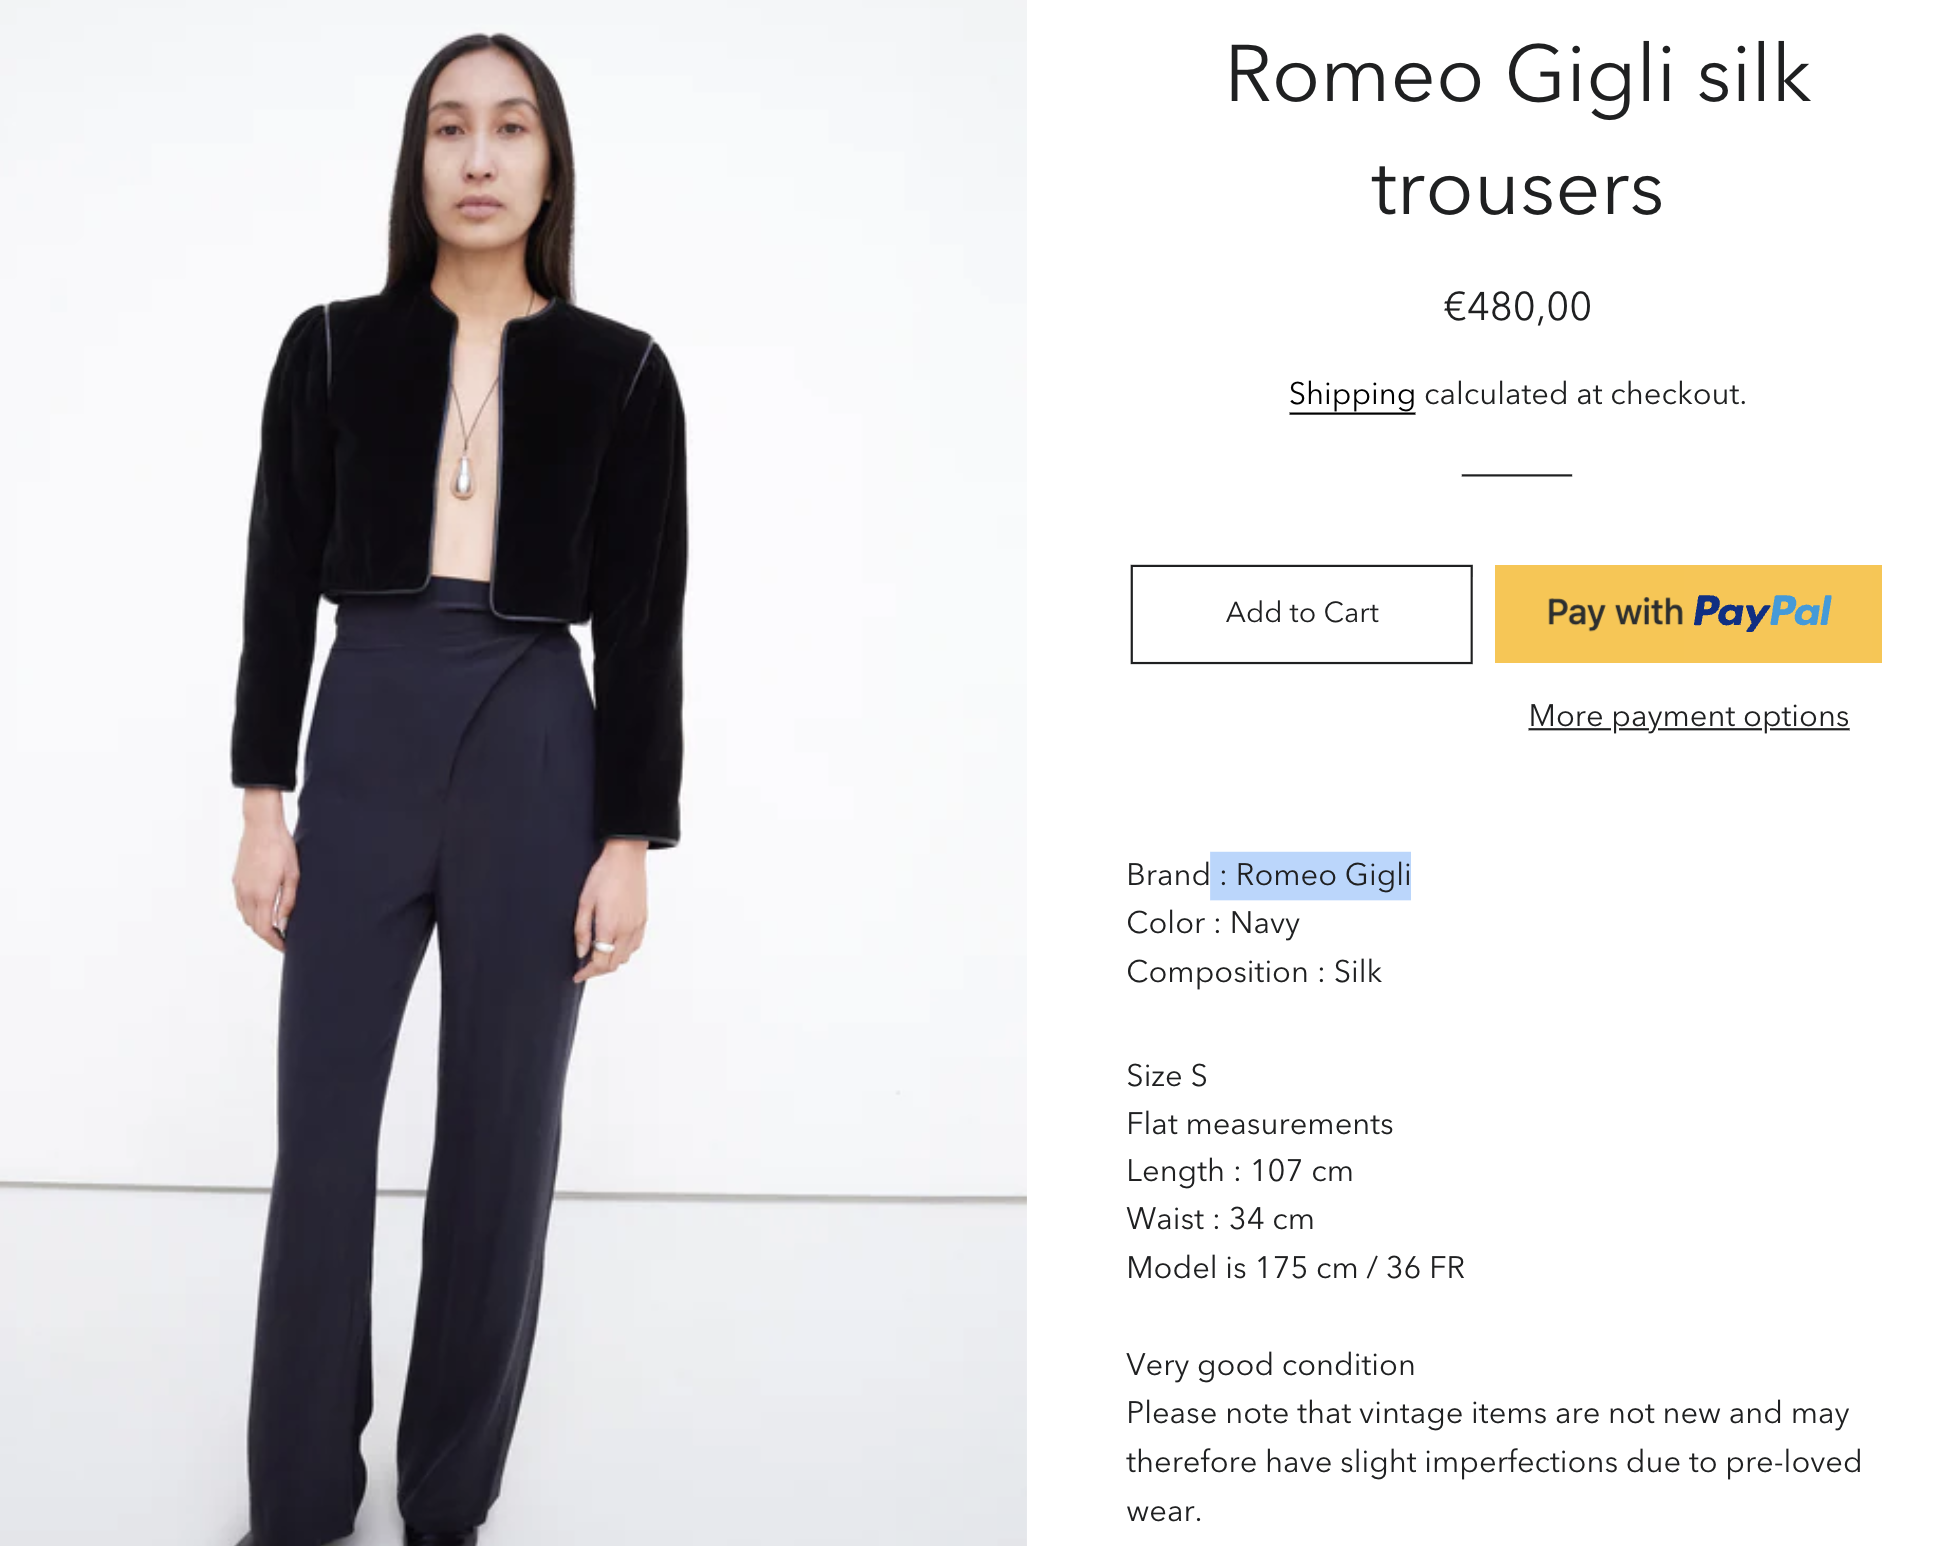 Romeo Gigli silk
trousers
€480,00
Shipping calculated at checkout.
Add to Cart
Pay with PayPal
More payment options
Brand : Romeo Gigli
Color : Navy
Composition : Silk
Size S
Flat measurements
Length : 107 cm
Waist : 34 cm
Model is 175 cm / 36 FR
Very good condition
Please note that vintage items are not new and may
therefore have slight imperfections due to pre-loved
wear.